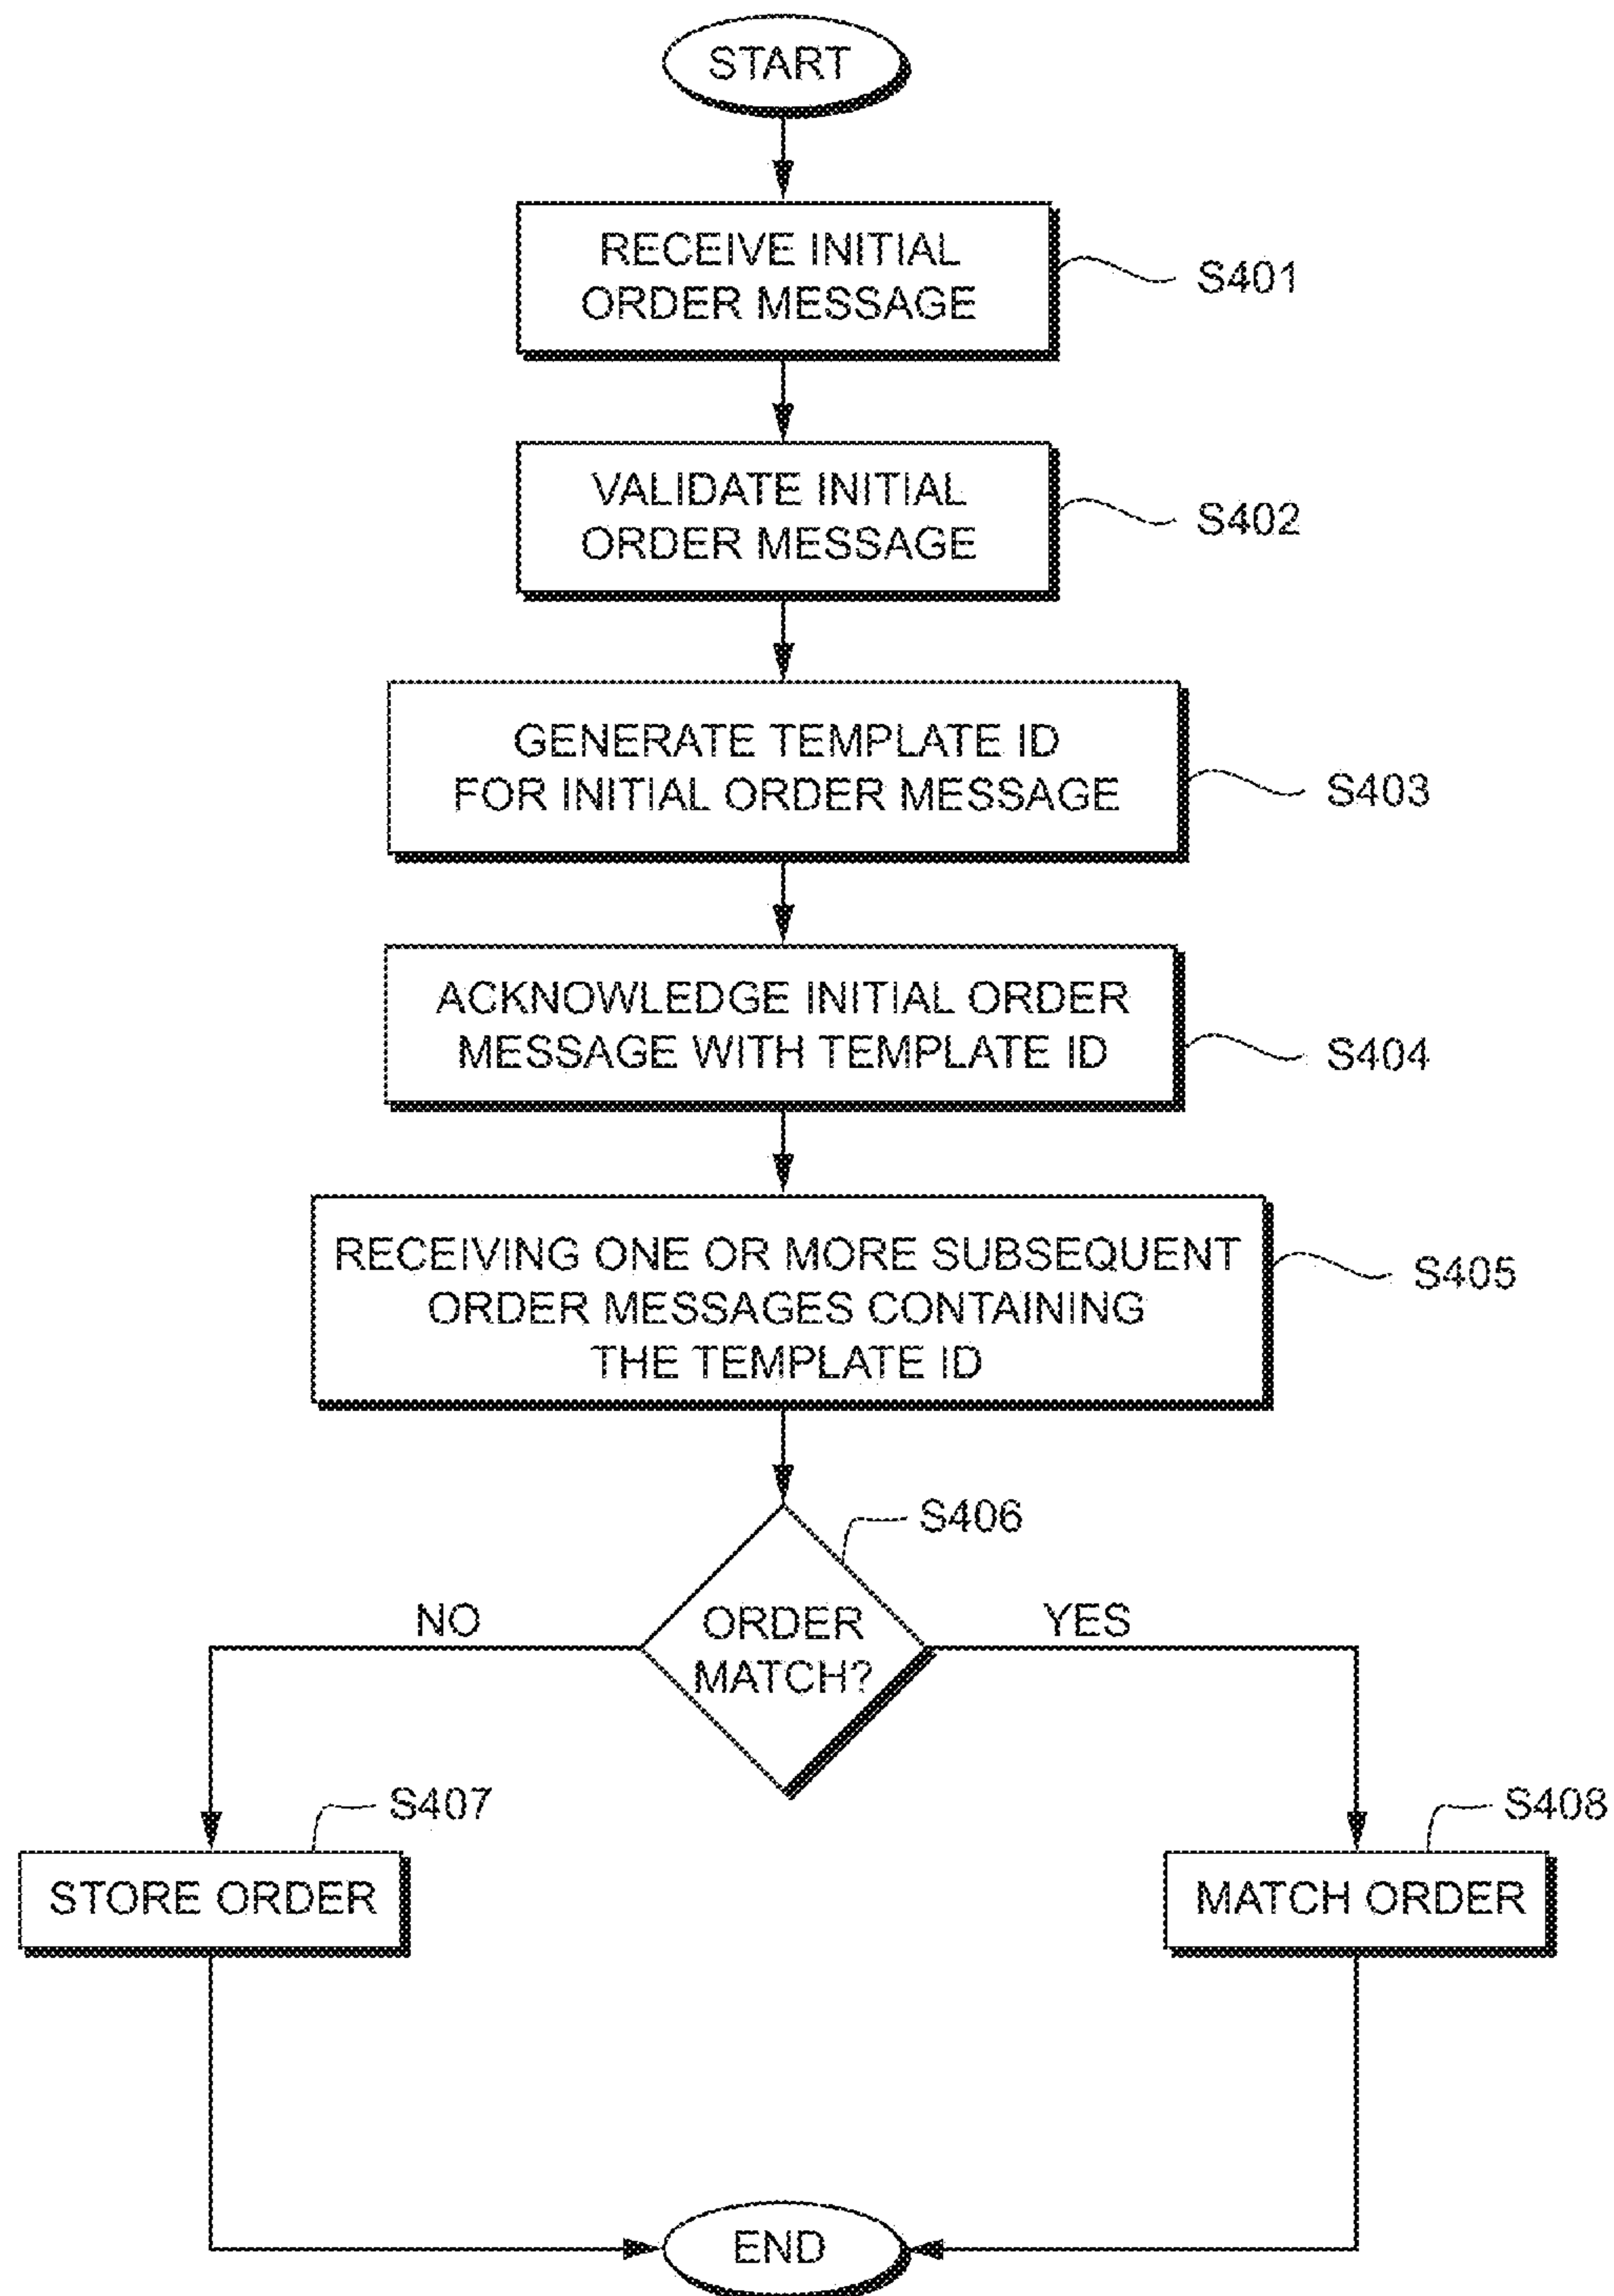 START
RECEIVE INITIAL
ORDER MESSAGE
S401
VALIDATE INITIAL
ORDER MESSAGE
S402
GENERATE TEMPLATE ID
FOR INITIAL ORDER MESSAGE
S403
ACKNOWLEDGE INITIAL ORDER
MESSAGE WITH TEMPLATE ID
S404
RECEIVING ONE OR MORE SUBSEQUENT
ORDER MESSAGES CONTAINING
THE TEMPLATE ID
S405
S406
NO
ORDER
MATCH?
YES
S407
STORE ORDER
S408
MATCH ORDER
END